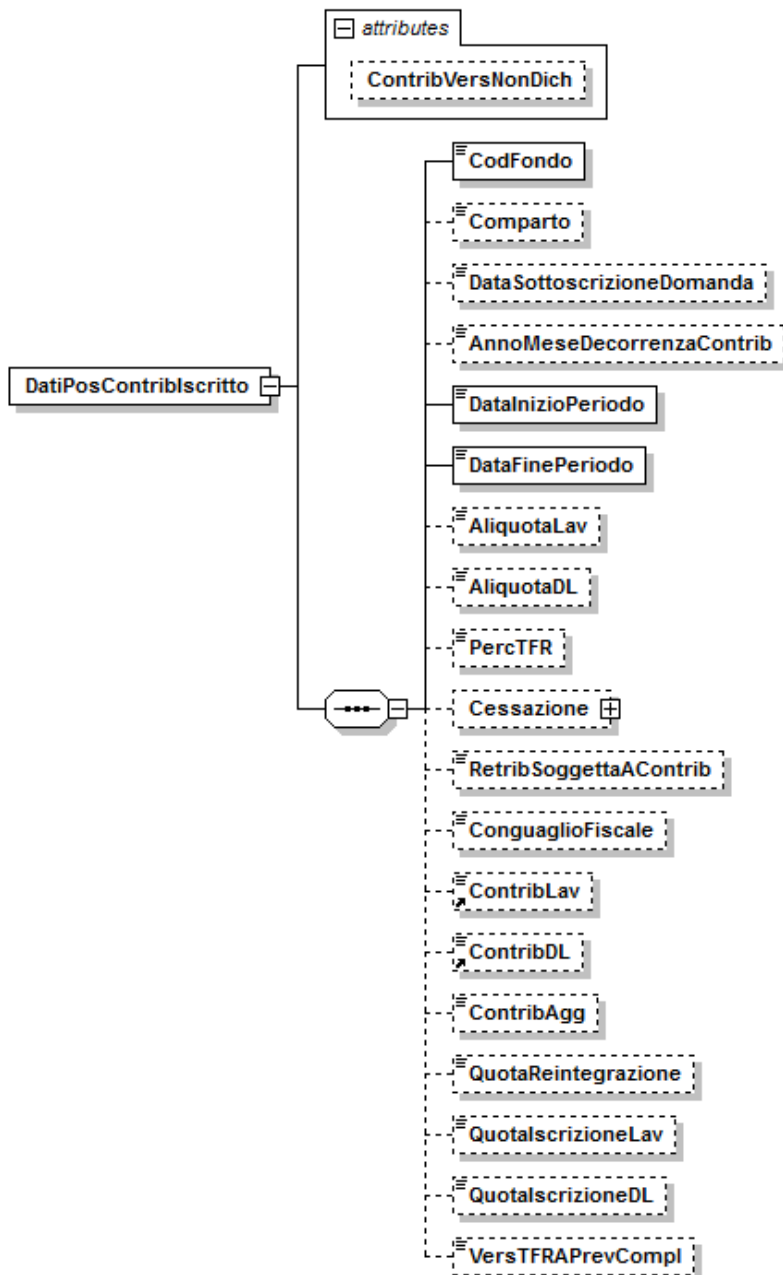 attributes
ContribVersNonDich
CodFondo
Comparto
DataSottoscrizioneDomanda
AnnoMeseDecorrenzaContrib
DatiPosContribIscritto
DataInizioPeriodo
DataFinePeriodo
AliquotaLav
AliquotaDL
PercTFR
Cessazione
RetribSoggettaAContrib
ConguaglioFiscale
ContribLav
ContribDL
ContribAgg
QuotaReintegrazione
QuotaIscrizioneLav
QuotaIscrizioneDL
VersTFRAPrevCompl